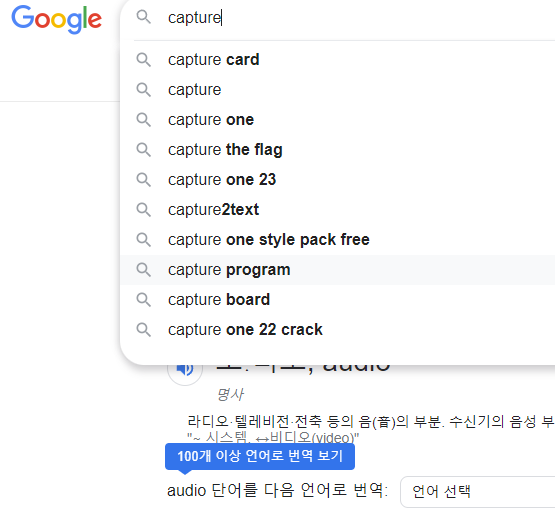 Google
capture
capture card
capture
capture one
capture the flag
capture one 23
capture2text
capture one style pack free
capture program
capture board
capture one 22 crack
audio
명사
라디오·텔레비전·전축 등의 음(音)의 부분. 수신기의 음성 부
"~ 시스템. ↔비디오(video)"
100개 이상 언어로 번역 보기
audio 단어를 다음 언어로 번역:
언어 선택